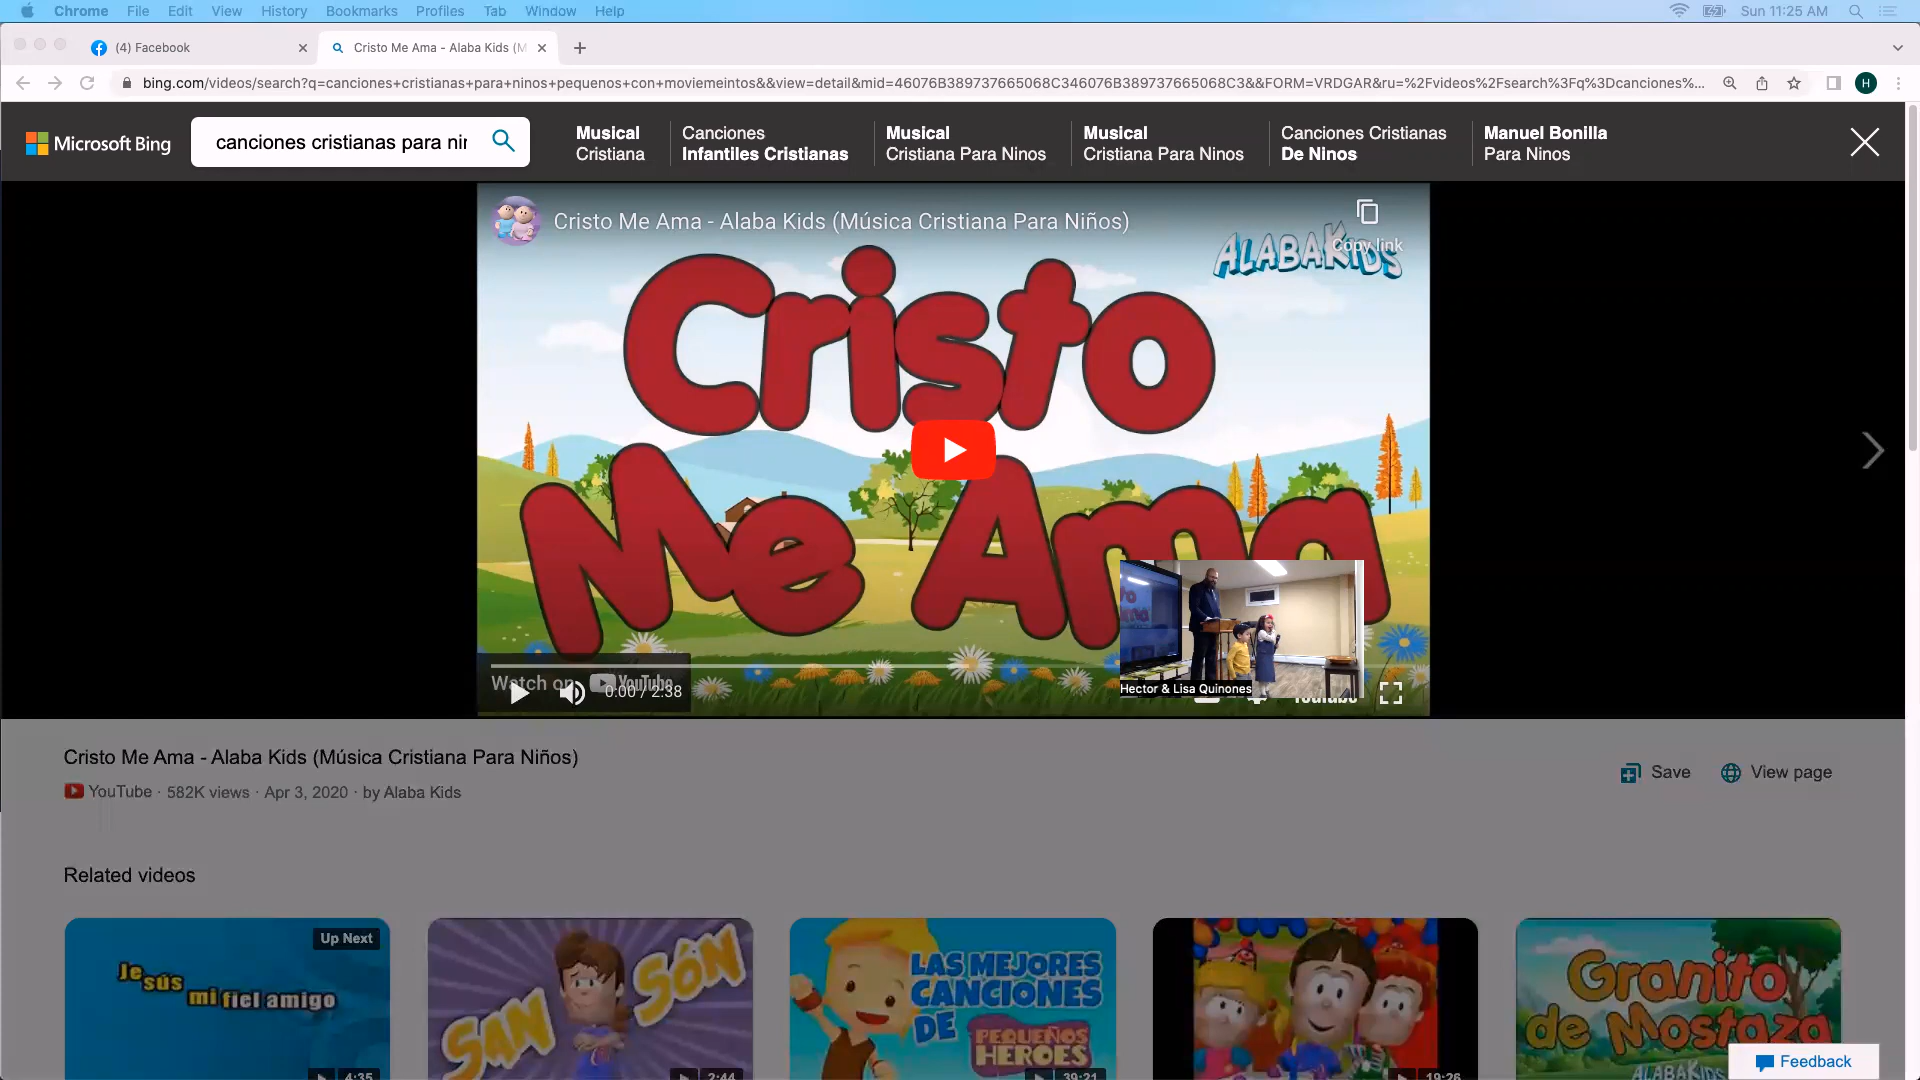 Chrome File Edit View History Bookmarks Profiles Tab Window Help
Sun 11:25 AM
(4) Facebook
Cristo Me Ama - Alaba Kids (M
bing.com/videos/search?q=canciones+cristianas+para+ninos+pequenos+con+moviemeintos&&view=detail&mid=46076B389737665068C346076B389737665068C3&&FORM=VRDGAR&ru=%2Fvideos%2Fsearch%3Fq%3Dcanciones%...
H
Microsoft Bing
canciones cristianas para nir
Musical
Cristiana
Canciones
Infantiles Cristianas
Musical
Cristiana Para Ninos
Musical
Cristiana Para Ninos
Canciones Cristianas
De Ninos
Manuel Bonilla
Para Ninos
Cristo Me Ama - Alaba Kids (Música Cristiana Para Niños)
Copy link
ALABAKIDS
Cristo
Me Ama
Watch on YouTube
0:00 / 2:38
Hector & Lisa Quinones
YouTube
Cristo Me Ama - Alaba Kids (Música Cristiana Para Niños)
YouTube · 582K views · Apr 3, 2020 · by Alaba Kids
Save
View page
Related videos
Up Next
Jesús
mi fiel amigo
4:35
SAN SÓN
2:44
LAS MEJORES
CANCIONES
DE PEQUEÑOS
HEROES
39:21
19:26
Granito
de Mostaza
ALABAKIDS
Feedback